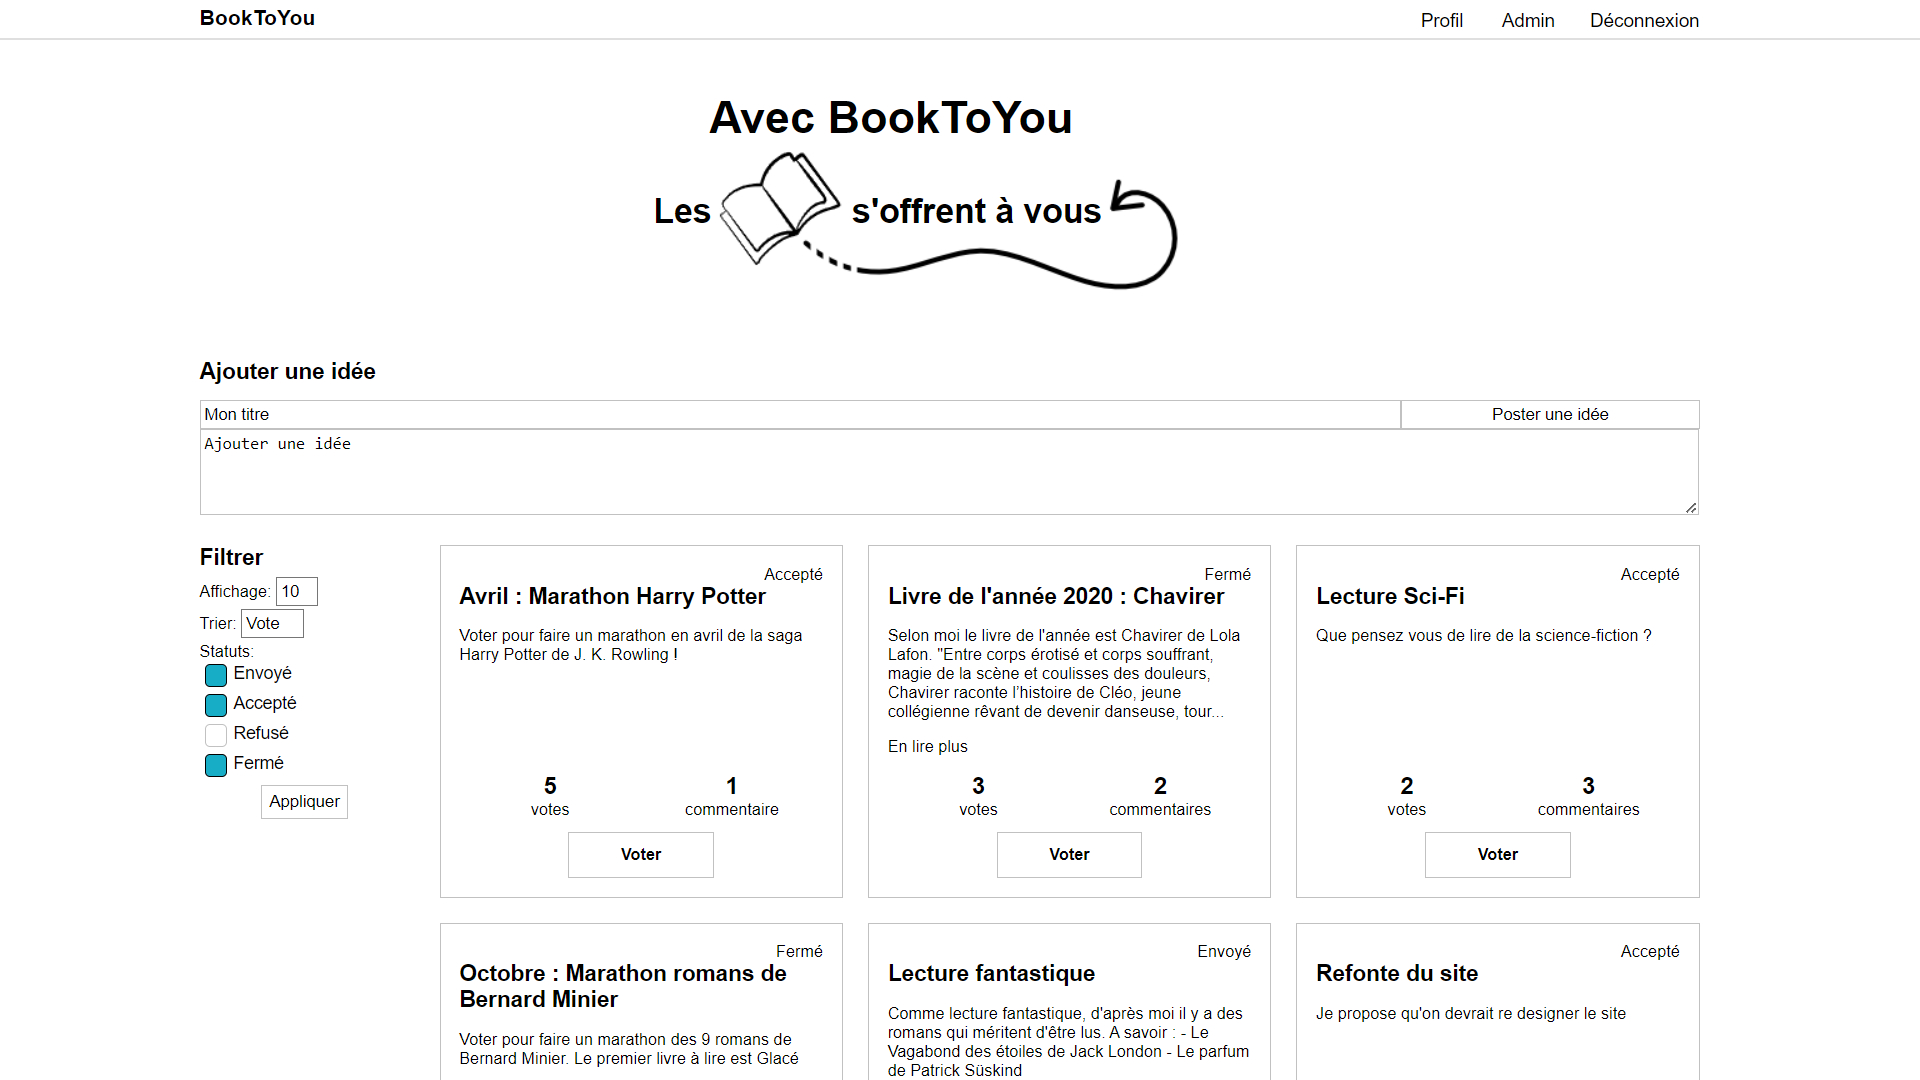 BookToYou
Profil
Admin
Déconnexion
Avec BookToYou
Les s'offrent à vous
Ajouter une idée
Mon titre
Poster une idée
Ajouter une idée
Filtrer
Affichage: 10
Trier: Vote
Statuts:
Envoyé
Accepté
Refusé
Fermé
Appliquer
Accepté
Avril : Marathon Harry Potter
Voter pour faire un marathon en avril de la saga
Harry Potter de J. K. Rowling !
5
votes
1
commentaire
Voter
Fermé
Livre de l'année 2020 : Chavirer
Selon moi le livre de l'année est Chavirer de Lola
Lafon. "Entre corps érotisé et corps souffrant,
magie de la scène et coulisses des douleurs,
Chavirer raconte l’histoire de Cléo, jeune
collégienne rêvant de devenir danseuse, tour...
En lire plus
3
votes
2
commentaires
Voter
Accepté
Lecture Sci-Fi
Que pensez vous de lire de la science-fiction ?
2
votes
3
commentaires
Voter
Fermé
Octobre : Marathon romans de
Bernard Minier
Voter pour faire un marathon des 9 romans de
Bernard Minier. Le premier livre à lire est Glacé
Envoyé
Lecture fantastique
Comme lecture fantastique, d'après moi il y a des
romans qui méritent d'être lus. A savoir : - Le
Vagabond des étoiles de Jack London - Le parfum
de Patrick Süskind
Accepté
Refonte du site
Je propose qu'on devrait re designer le site